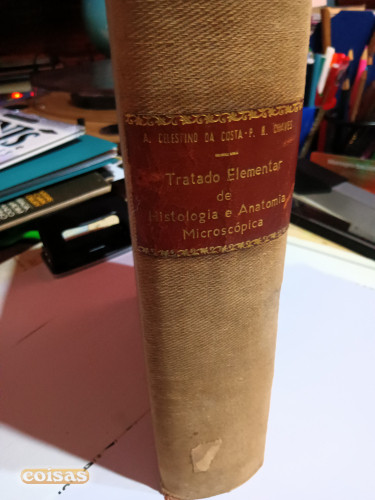 A. CELESTINO DA COSTA - P. R. CHAVES
Tratado Elementar
de
Histologia e Anatomia
Microscópica
coisas